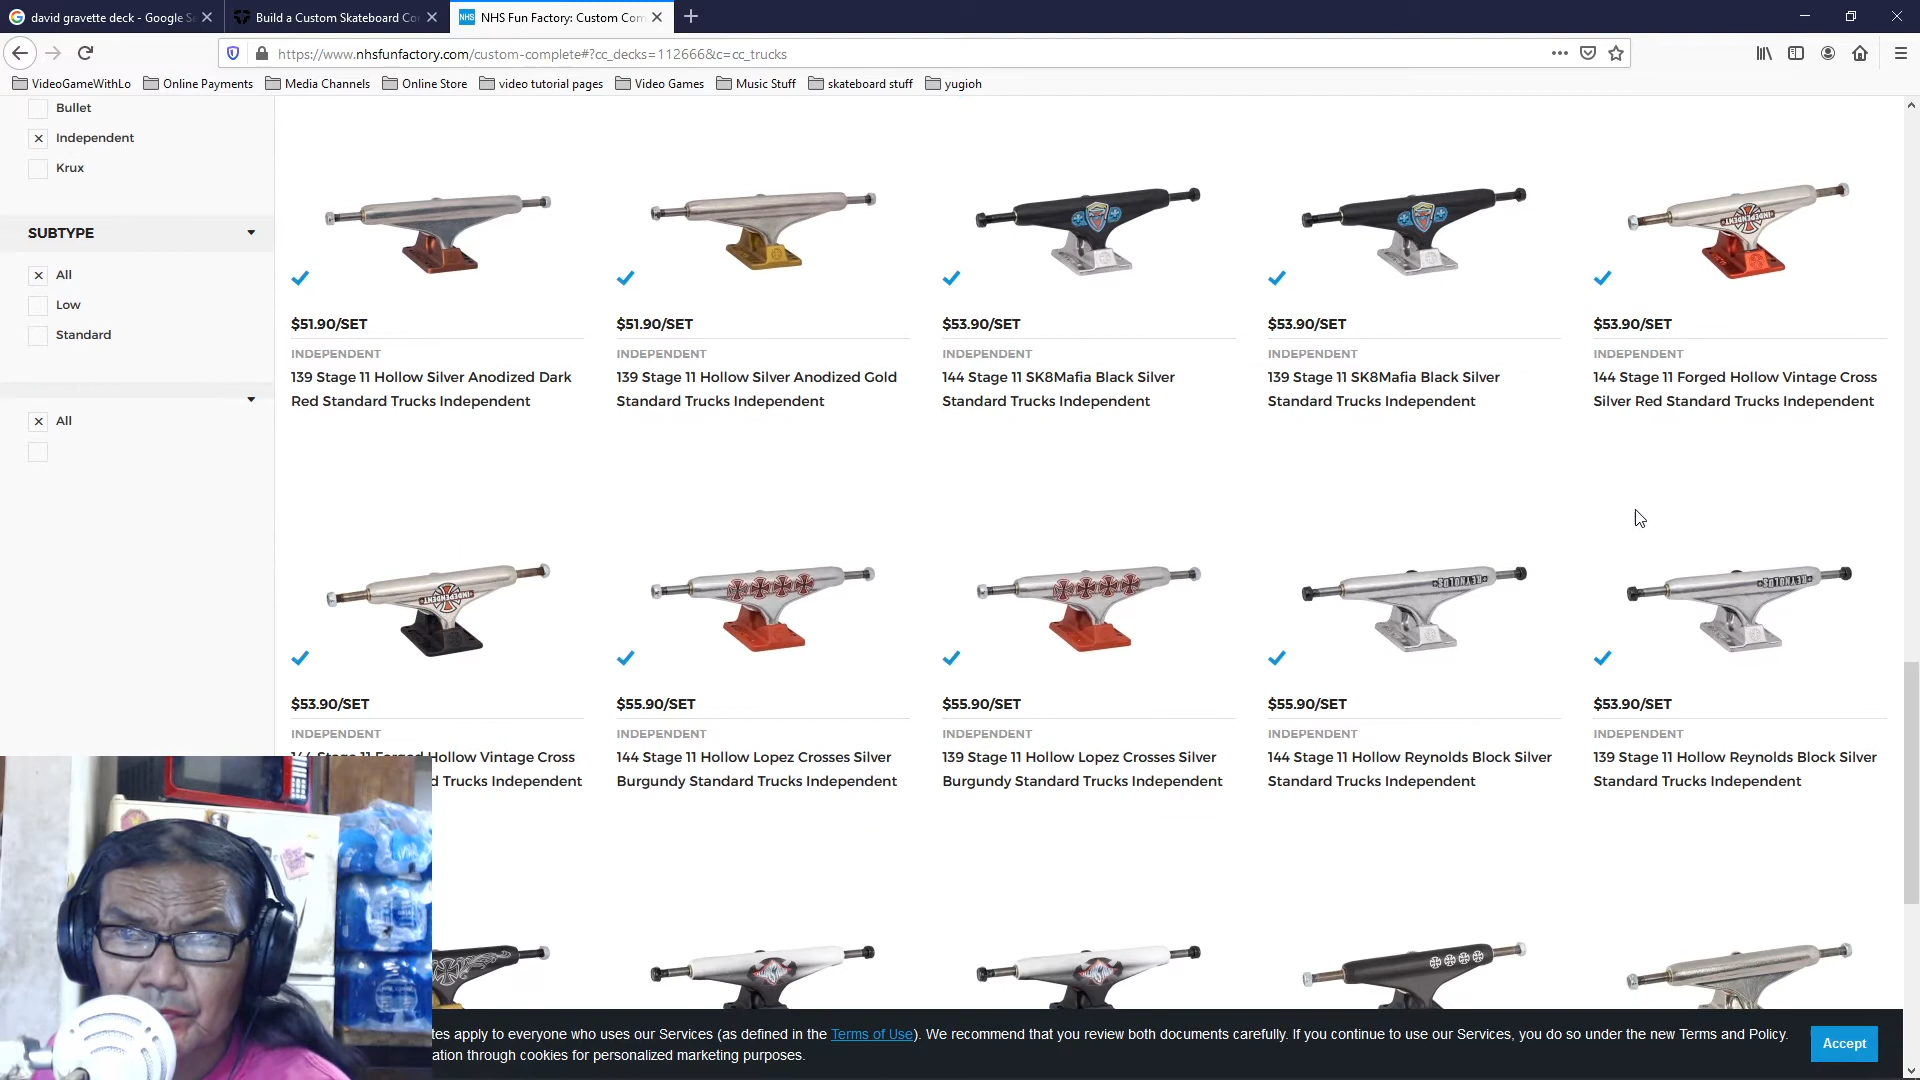 david gravette deck - Google S
Build a Custom Skateboard Co
NHS Fun Factory: Custom Com
https://www.nhsfunfactory.com/custom-complete#?cc_decks=112666&c=cc_trucks
VideoGameWithLo
Online Payments
Media Channels
Online Store
video tutorial pages
Video Games
Music Stuff
skateboard stuff
yugioh
Bullet
Independent
Krux
SUBTYPE
All
Low
Standard
All
$51.90/SET
INDEPENDENT
139 Stage 11 Hollow Silver Anodized Dark
Red Standard Trucks Independent
$51.90/SET
INDEPENDENT
139 Stage 11 Hollow Silver Anodized Gold
Standard Trucks Independent
$53.90/SET
INDEPENDENT
144 Stage 11 SK8Mafia Black Silver
Standard Trucks Independent
$53.90/SET
INDEPENDENT
139 Stage 11 SK8Mafia Black Silver
Standard Trucks Independent
$53.90/SET
INDEPENDENT
144 Stage 11 Forged Hollow Vintage Cross
Silver Red Standard Trucks Independent
$53.90/SET
INDEPENDENT
144 Stage 11 Forged Hollow Vintage Cross
d Trucks Independent
$55.90/SET
INDEPENDENT
144 Stage 11 Hollow Lopez Crosses Silver
Burgundy Standard Trucks Independent
$55.90/SET
INDEPENDENT
139 Stage 11 Hollow Lopez Crosses Silver
Burgundy Standard Trucks Independent
$55.90/SET
INDEPENDENT
144 Stage 11 Hollow Reynolds Block Silver
Standard Trucks Independent
$53.90/SET
INDEPENDENT
139 Stage 11 Hollow Reynolds Block Silver
Standard Trucks Independent
tes apply to everyone who uses our Services (as defined in the Terms of Use). We recommend that you review both documents carefully. If you continue to use our Services, you do so under the new Terms and Policy.
ation through cookies for personalized marketing purposes.
Accept